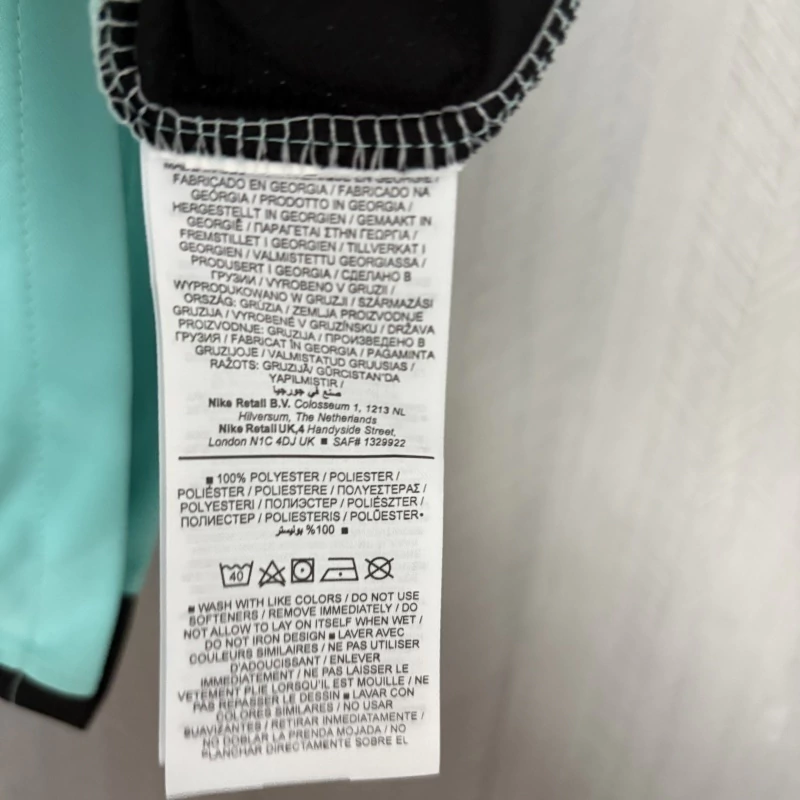 FABRICADO EN GEORGIA / FABRICADO NA
GEÓRGIA / PRODOTTO IN GEORGIA /
HERGESTELLT IN GEORGIEN / GEMAAKT IN
GEORGIË / ΠΑΡΑΓΕΤΑΙ ΣΤΗΝ ΓΕΩΡΓΙΑ /
FREMSTILLET I GEORGIEN / TILLVERKAT I
GEORGIEN / VALMISTETTU GEORGIASSA /
PRODUSERT I GEORGIA / СДЕЛАНО В
ГРУЗИИ / VYROBENO V GRUZII /
WYPRODUKOWANO W GRUZJI / SZÁRMAZÁSI
ORSZÁG: GRÚZIA / ZEMLJA PROIZVODNJE
GRUZIJA / VYROBENÉ V GRUZÍNSKU / DRŽAVA
PROIZVODNJE: GRUZIJA / ПРОИЗВЕДЕНО В
ГРУЗИЯ / FABRICAT ÎN GEORGIA / PAGAMINTA
GRUZIJOJE / VALMISTATUD GRUUSIAS /
RAŽOTS: GRUZIJA/ GÜRCISTAN'DA
YAPILMIŞTIR /
صنع في جورجيا
Nike Retail B.V. Colosseum 1, 1213 NL
Hilversum, The Netherlands
Nike Retail UK,4 Handyside Street,
London N1C 4DJ UK ■ SAF# 1329922
■ 100% POLYESTER / POLIESTER /
POLIÉSTER / POLIESTERE / ΠΟΛΥΕΣΤΕΡΑΣ /
POLYESTERI / ПОЛИЭСТЕР / POLIÉSZTER /
ПОЛИЕСТЕР / POLIESTERIS / POLÜESTER•
■ %100 بوليستر
40
■ WASH WITH LIKE COLORS / DO NOT USE
SOFTENERS / REMOVE IMMEDIATELY / DO
NOT ALLOW TO LAY ON ITSELF WHEN WET /
DO NOT IRON DESIGN ■ LAVER AVEC
COULEURS SIMILAIRES / NE PAS UTILISER
D'ADOUCISSANT / ENLEVER
IMMÉDIATEMENT / NE PAS LAISSER LE
VETEMENT PLIE LORSQU'IL EST MOUILLE / NE
PAS REPASSER LE DESSIN ■ LAVAR CON
COLORES SIMILARES / NO USAR
SUAVIZANTES / RETIRAR INMEDIATAMENTE /
NO DOBLAR LA PRENDA MOJADA / NO
PLANCHAR DIRECTAMENTE SOBRE EL